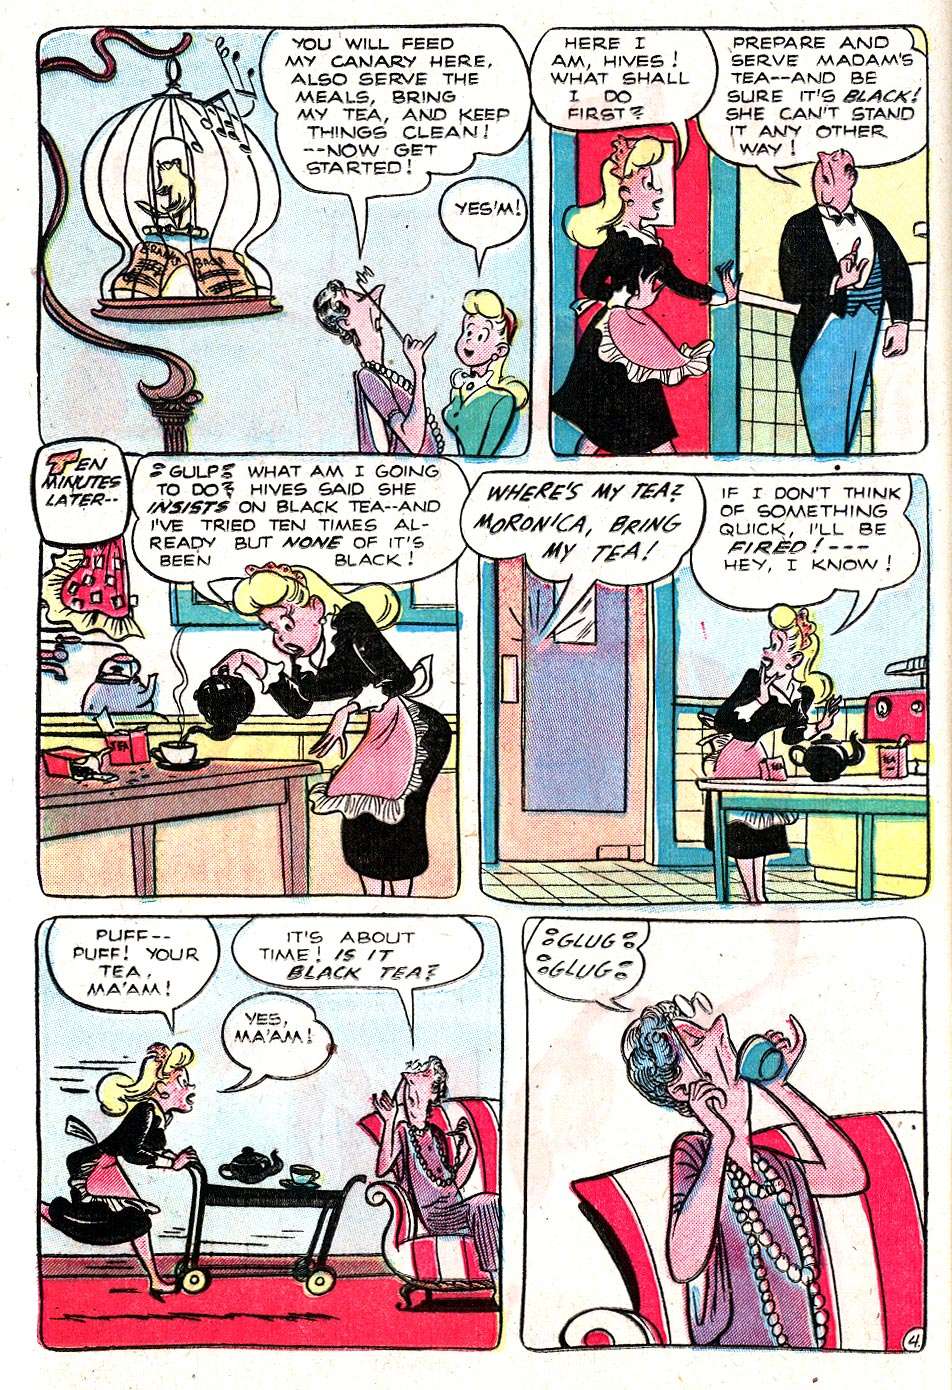 YOU WILL FEED
MY CANARY HERE,
ALSO SERVE THE
MEALS, BRING
MY TEA, AND KEEP
THINGS CLEAN!
--NOW GET
STARTED!
YES'M!
HERE I
AM, HIVES!
WHAT SHALL
I DO
FIRST?
PREPARE AND
SERVE MADAM'S
TEA--AND BE
SURE IT'S BLACK!
SHE CAN'T STAND
IT ANY OTHER
WAY!
TEN
MINUTES
LATER--
GULP! WHAT AM I GOING
TO DO? HIVES SAID SHE
INSISTS ON BLACK TEA--AND
I'VE TRIED TEN TIMES AL-
READY BUT NONE OF IT'S
BEEN BLACK!
TEA
WHERE'S MY TEA?
MORONICA, BRING
MY TEA!
IF I DON'T THINK
OF SOMETHING
QUICK, I'LL BE
FIRED!---
HEY, I KNOW!
TEA
PUFF--
PUFF! YOUR
TEA,
MA'AM!
IT'S ABOUT
TIME! IS IT
BLACK TEA?
YES,
MA'AM!
GLUG
GLUG
4